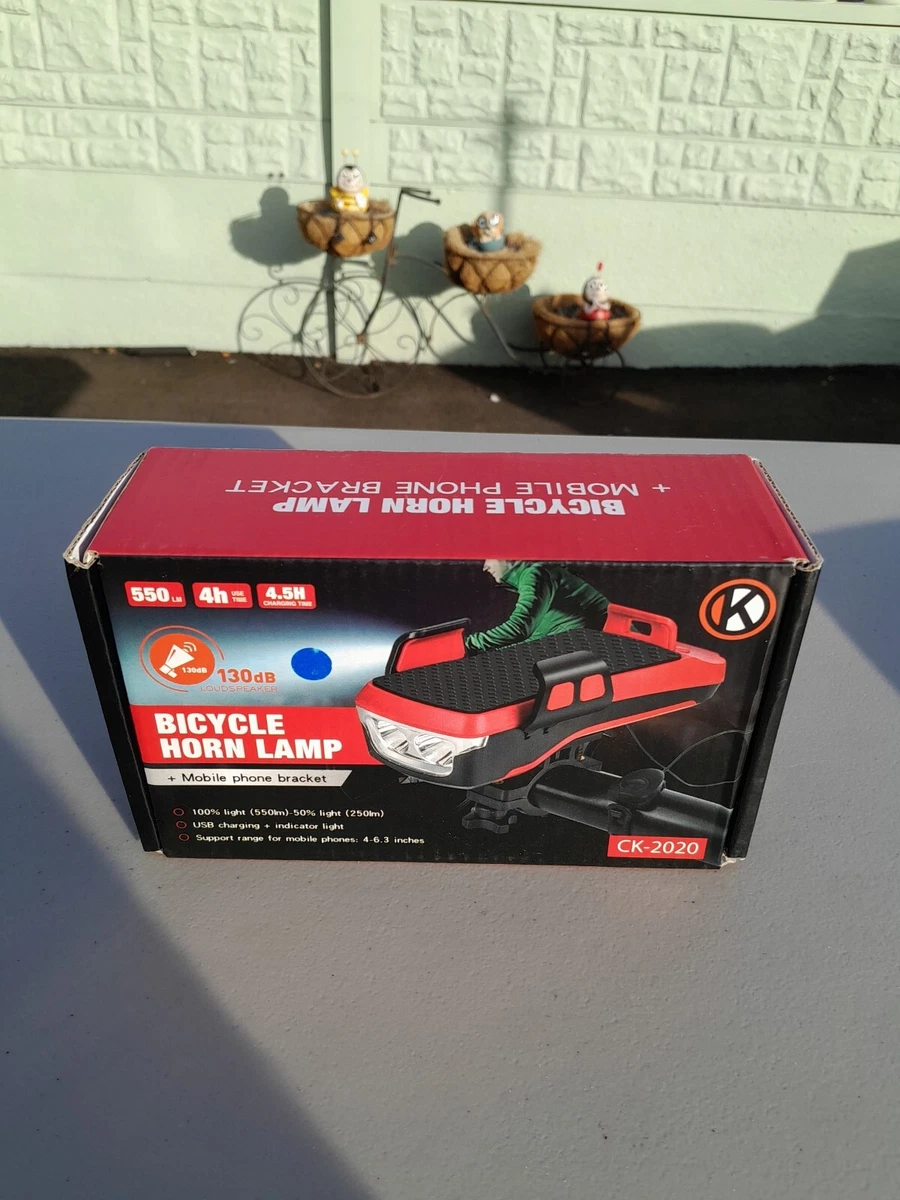 BICYCLE HORN LAMP
+ MOBILE PHONE BRACKET
550 LM
4h USE TIME
4.5H CHARGING TIME
K
130dB
130dB
LOUDSPEAKER
BICYCLE
HORN LAMP
+ Mobile phone bracket
100% light (550lm)-50% light (250lm)
USB charging + indicator light
Support range for mobile phones: 4-6.3 inches
CK-2020